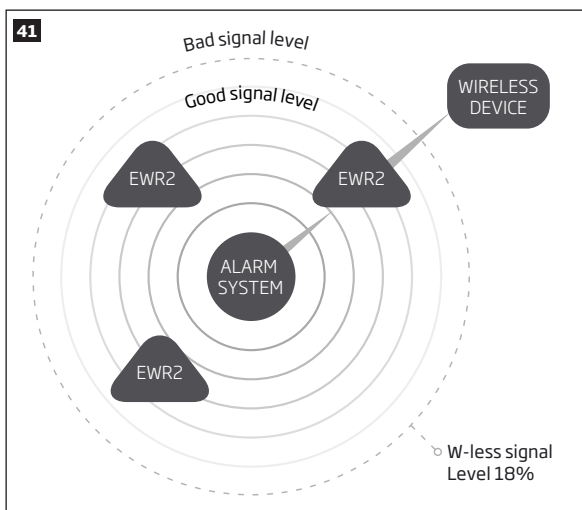 41
Bad signal level
Good signal level
WIRELESS
DEVICE
EWR2
EWR2
ALARM
SYSTEM
EWR2
W-less signal
Level 18%